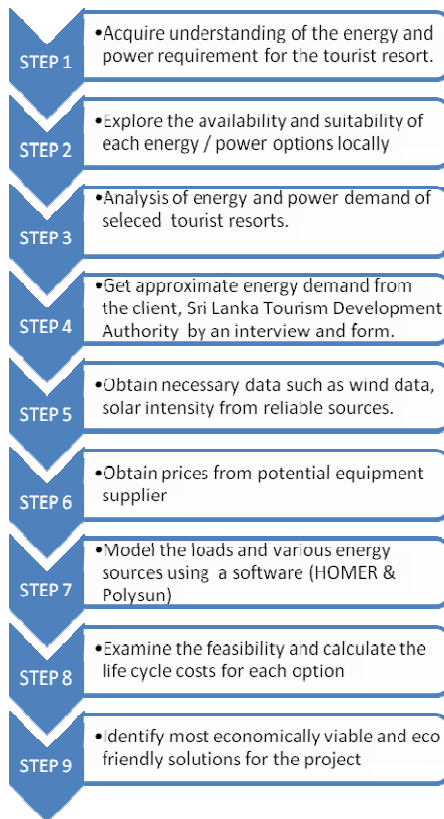 STEP 1
•Acquire understanding of the energy and
power requirement for the tourist resort.
STEP 2
•Explore the availability and suitability of
each energy / power options locally
STEP 3
•Analysis of energy and power demand of
seleced tourist resorts.
STEP 4
•Get approximate energy demand from
the client, Sri Lanka Tourism Development
Authority by an interview and form.
STEP 5
•Obtain necessary data such as wind data,
solar intensity from reliable sources.
STEP 6
•Obtain prices from potential equipment
supplier
STEP 7
•Model the loads and various energy
sources using a software (HOMER &
Polysun)
STEP 8
•Examine the feasibility and calculate the
life cycle costs for each option
STEP 9
•Identify most economically viable and eco
friendly solutions for the project